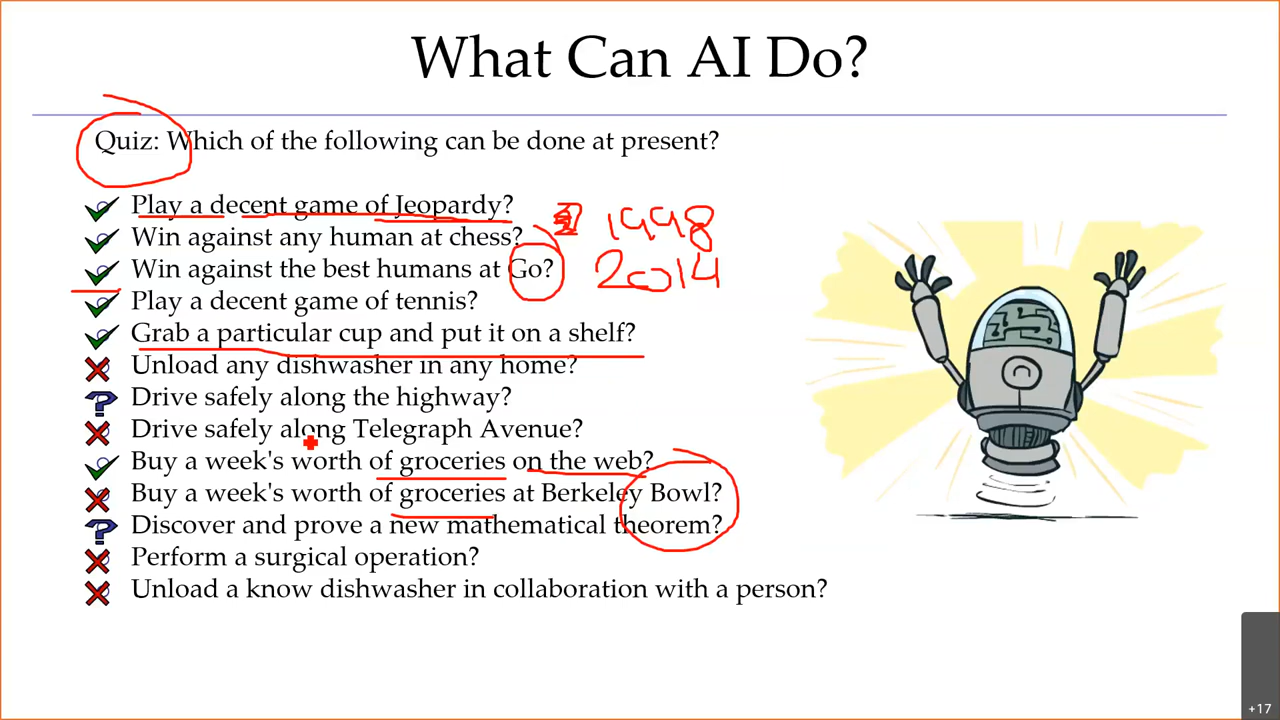 What Can AI Do?
Quiz: Which of the following can be done at present?
Play a decent game of Jeopardy?
1998
Win against any human at chess?
Win against the best humans at Go?
2014
Play a decent game of tennis?
Grab a particular cup and put it on a shelf?
Unload any dishwasher in any home?
Drive safely along the highway?
Drive safely along Telegraph Avenue?
Buy a week's worth of groceries on the web?
Buy a week's worth of groceries at Berkeley Bowl?
Discover and prove a new mathematical theorem?
Perform a surgical operation?
Unload a know dishwasher in collaboration with a person?
+17